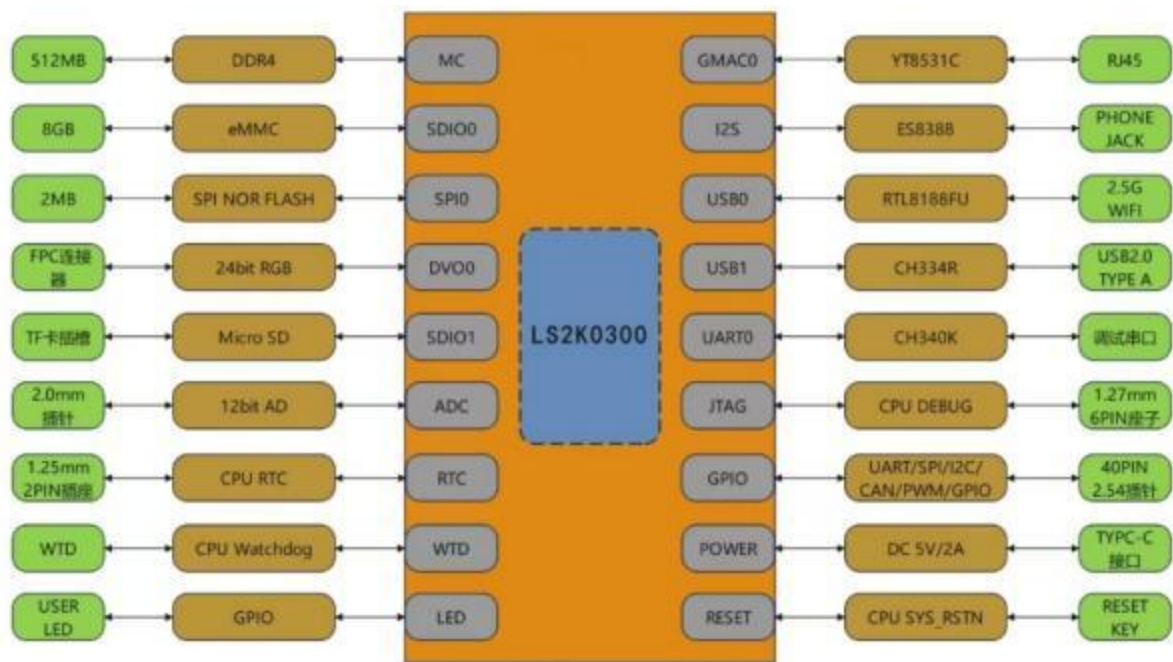 512MB
DDR4
MC
GMAC0
YT8531C
RJ45
8GB
eMMC
SDIO0
I2S
ES8388
PHONE
JACK
2MB
SPI NOR FLASH
SPI0
USB0
RTL8188FU
2.5G
WIFI
FPC连接
器
24bit RGB
DVO0
USB1
CH334R
USB2.0
TYPE A
LS2K0300
TF卡插槽
Micro SD
SDIO1
UART0
CH340K
调试串口
2.0mm
插针
12bit AD
ADC
JTAG
CPU DEBUG
1.27mm
6PIN座子
1.25mm
2PIN插座
CPU RTC
RTC
GPIO
UART/SPI/I2C/
CAN/PWM/GPIO
40PIN
2.54插针
WTD
CPU Watchdog
WTD
POWER
DC 5V/2A
TYPC-C
接口
USER
LED
GPIO
LED
RESET
CPU SYS_RSTN
RESET
KEY